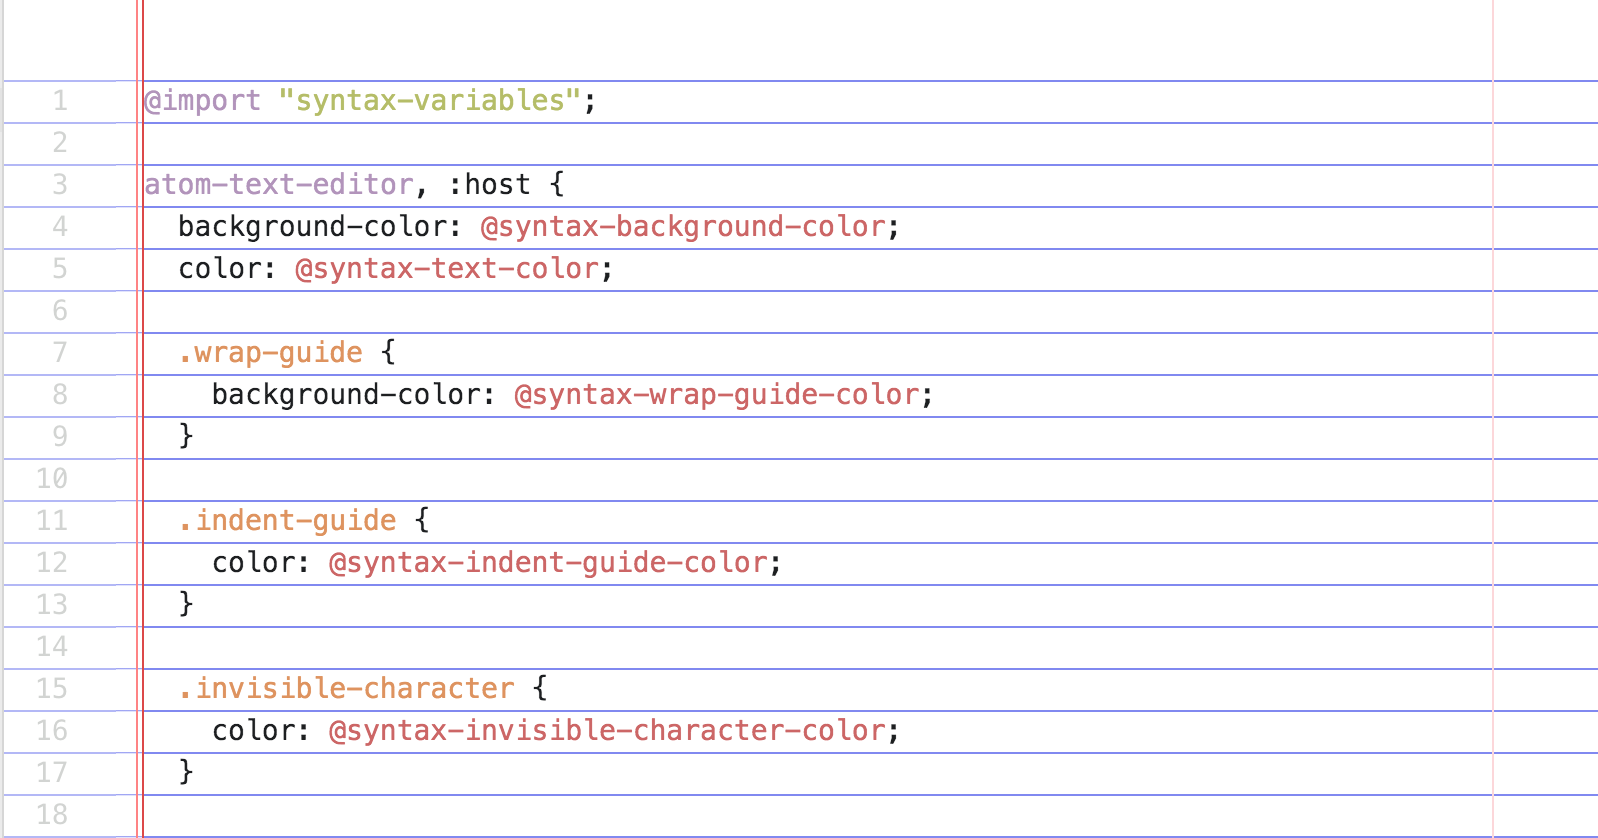 1 @import "syntax-variables";
2
3 atom-text-editor, :host {
4   background-color: @syntax-background-color;
5   color: @syntax-text-color;
6
7   .wrap-guide {
8     background-color: @syntax-wrap-guide-color;
9   }
10
11   .indent-guide {
12     color: @syntax-indent-guide-color;
13   }
14
15   .invisible-character {
16     color: @syntax-invisible-character-color;
17   }
18